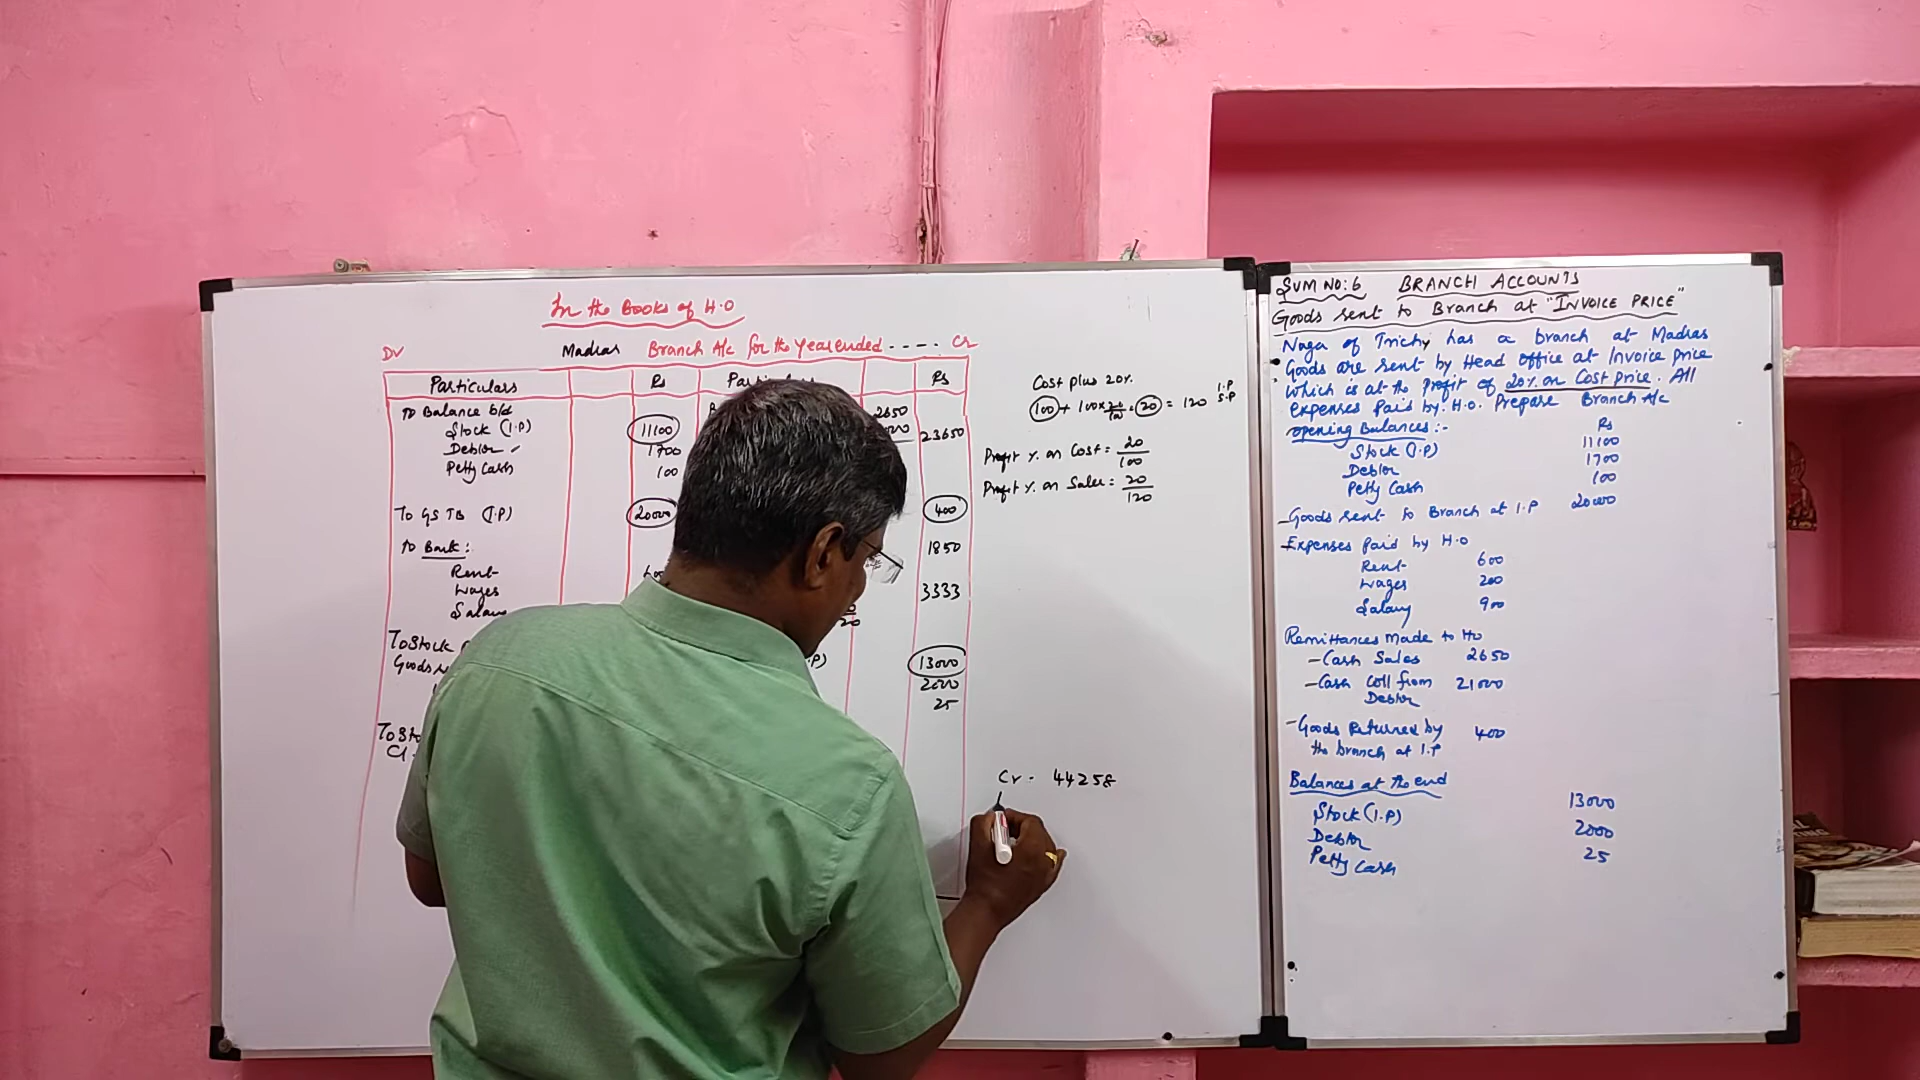 In the Books of H.O
Dr Madras Branch A/c for the Year ended ---- Cr
Particulars Rs Rs
To Balance b/d 2650
Stock (I.P) 11100 23650
Debtor 1700
Petty Cash 100
To GSTB (I.P) 20000 400
To Bank: 1850
Rent
Wages 3333
20
To Stock 13000
2000
25
Cost plus 20%
100 + 100 x 20/100 = 20 = 120 I.P
S.P
Profit % on Cost = 20/100
Profit % on Sales = 20/120
Cr - 44258
SUM NO: 6 BRANCH ACCOUNTS
Goods sent to Branch at "INVOICE PRICE"
Naga of Trichy has a branch at Madras
Goods are sent by Head office at Invoice price
which is at the profit of 20% on Cost price. All
expenses paid by. H.O. Prepare Branch A/c
opening Balances:- Rs
Stock (I.P) 11100
Debtor 1700
Petty Cash 100
- Goods sent to Branch at I.P 20000
- Expenses paid by H.O
Rent 600
Wages 200
Salary 900
Remittances made to HO
- Cash Sales 2650
- Cash coll from 21000
Debtor
- Goods Returned by 400
the branch at I.P
Balances at the end
Stock (I.P) 13000
Debtor 2000
Petty Cash 25